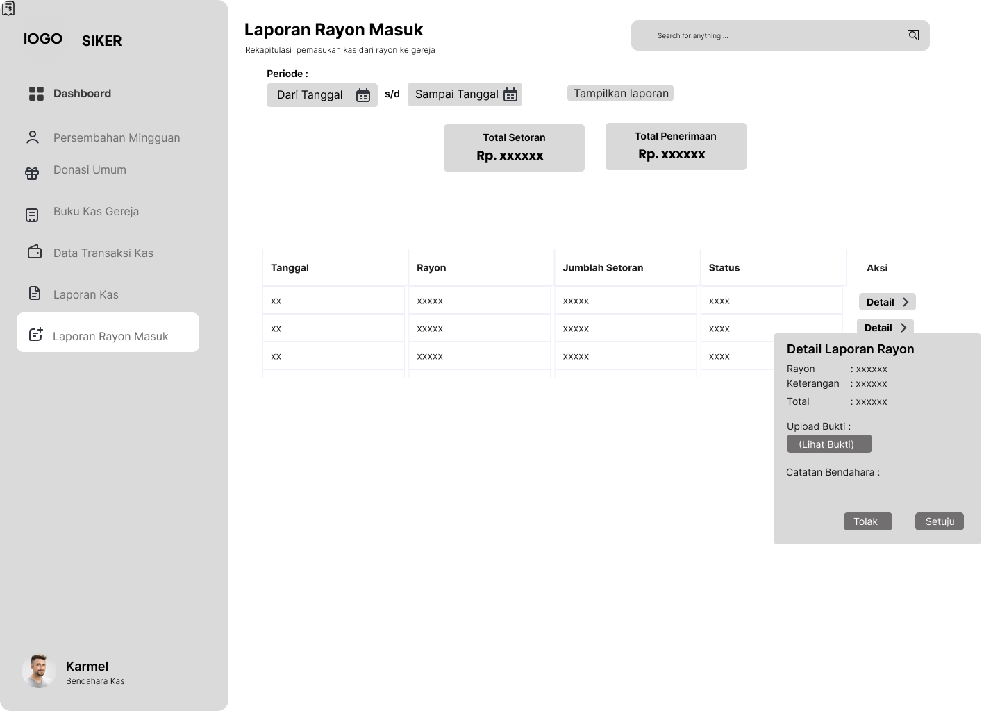 IOGO SIKER
Dashboard
Persembahan Mingguan
Donasi Umum
Buku Kas Gereja
Data Transaksi Kas
Laporan Kas
Laporan Rayon Masuk
Karmel
Bendahara Kas
Laporan Rayon Masuk
Rekapitulasi pemasukan kas dari rayon ke gereja
Search for anything....
Periode :
Dari Tanggal s/d Sampai Tanggal Tampilkan laporan
Total Setoran
Rp. xxxxxx
Total Penerimaan
Rp. xxxxxx
Tanggal Rayon Jumblah Setoran Status Aksi
xx xxxxx xxxxx xxxx Detail
xx xxxxx xxxxx xxxx Detail
xx xxxxx xxxxx xxxx
Detail Laporan Rayon
Rayon : xxxxxx
Keterangan : xxxxxx
Total : xxxxxx
Upload Bukti :
(Lihat Bukti)
Catatan Bendahara :
Tolak Setuju